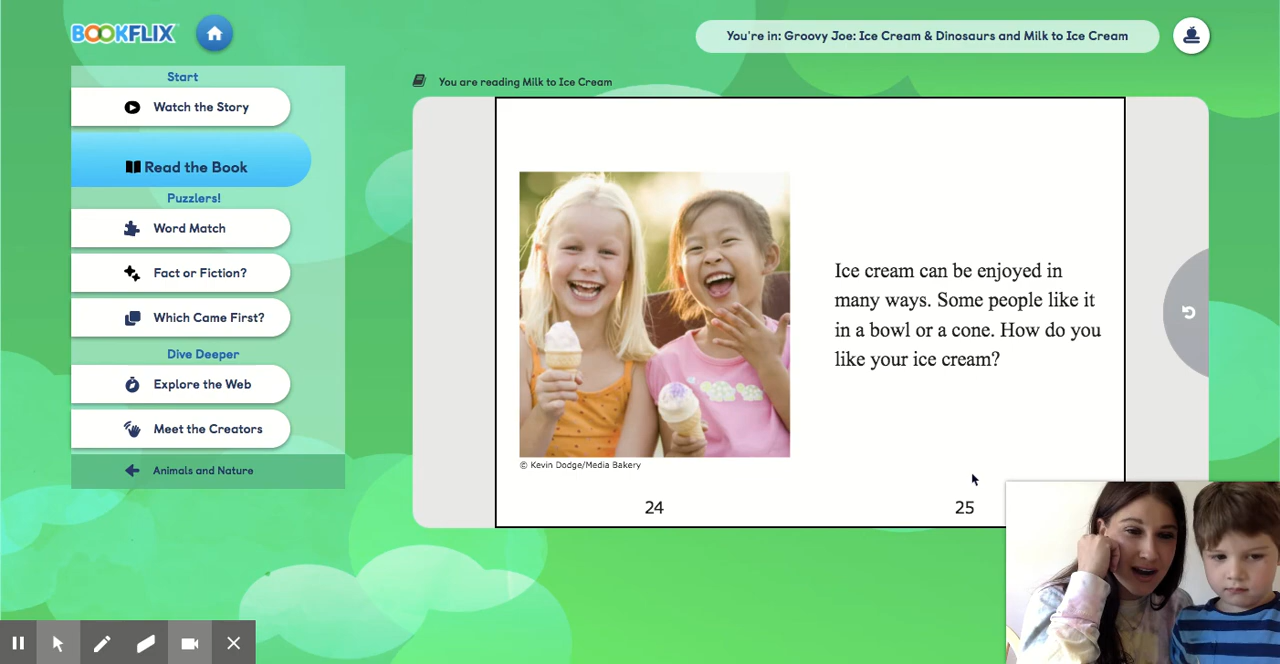 BOOKFLIX
You're in: Groovy Joe: Ice Cream & Dinosaurs and Milk to Ice Cream
Start
Watch the Story
Read the Book
Puzzlers!
Word Match
Fact or Fiction?
Which Came First?
Dive Deeper
Explore the Web
Meet the Creators
Animals and Nature
You are reading Milk to Ice Cream
Ice cream can be enjoyed in
many ways. Some people like it
in a bowl or a cone. How do you
like your ice cream?
© Kevin Dodge/Media Bakery
24
25